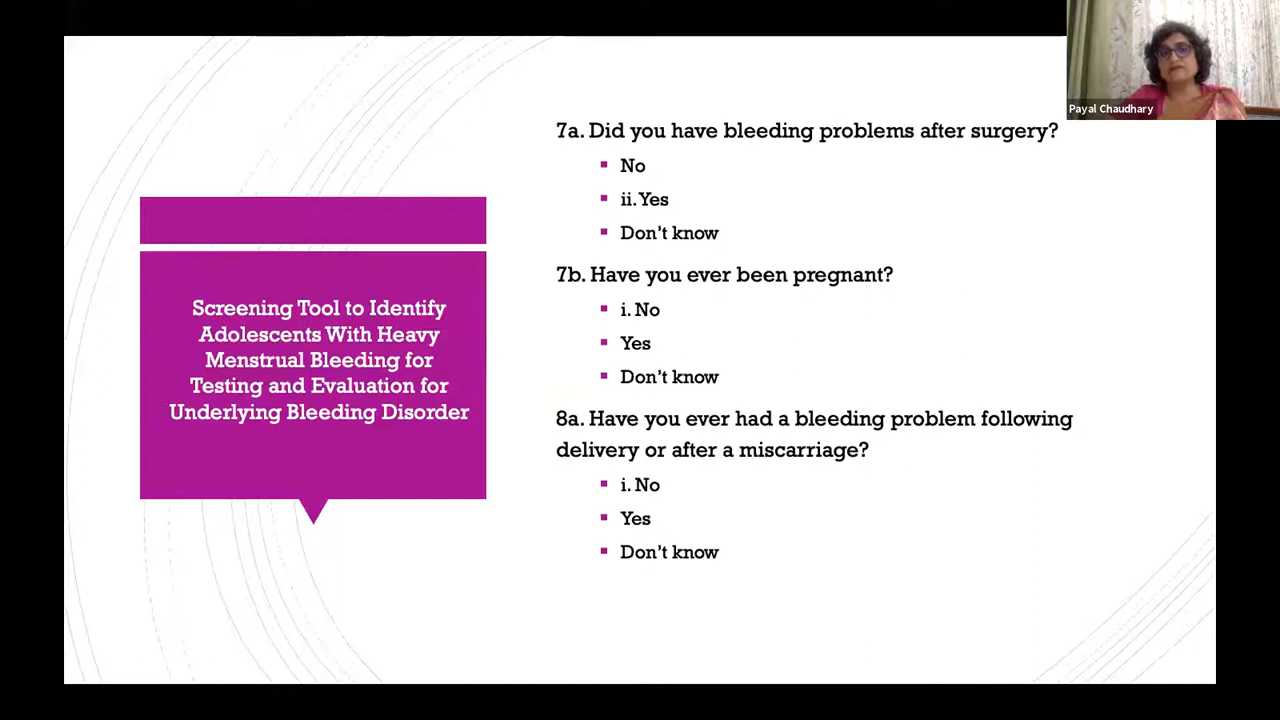 Payal Chaudhary
Screening Tool to Identify
Adolescents With Heavy
Menstrual Bleeding for
Testing and Evaluation for
Underlying Bleeding Disorder
7a. Did you have bleeding problems after surgery?
No
ii. Yes
Don't know
7b. Have you ever been pregnant?
i. No
Yes
Don't know
8a. Have you ever had a bleeding problem following
delivery or after a miscarriage?
i. No
Yes
Don't know